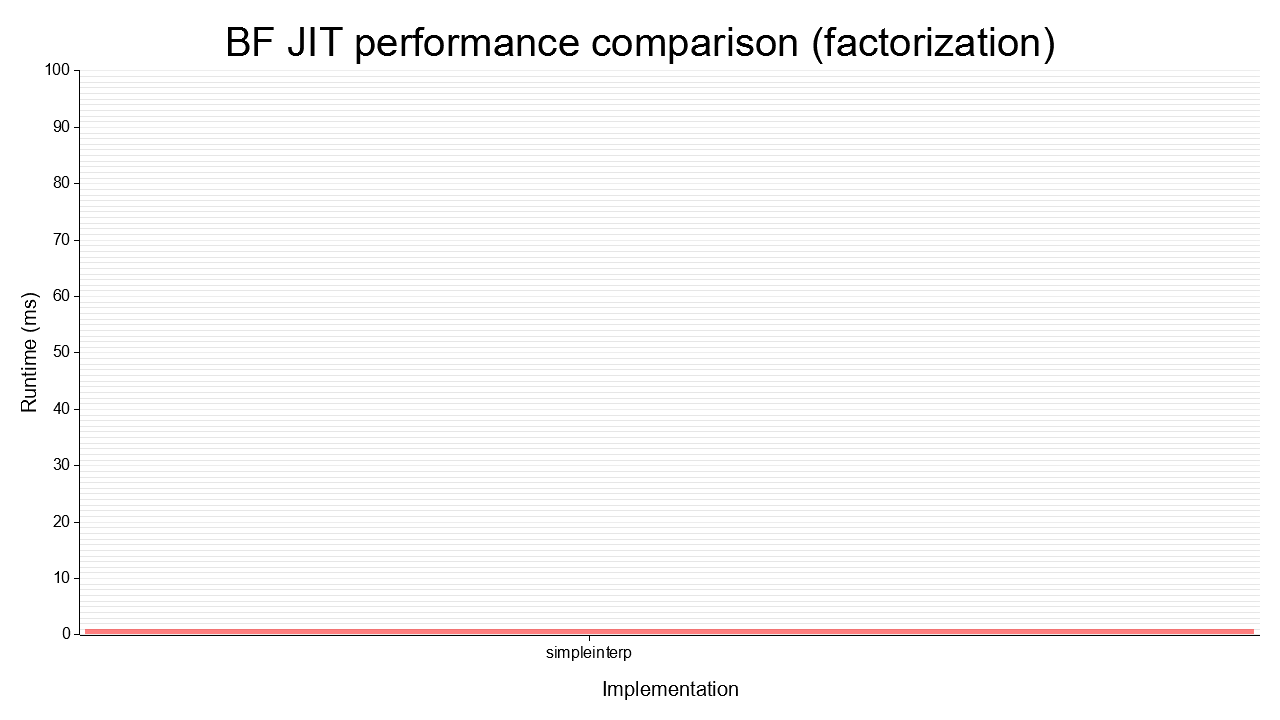 BF JIT performance comparison (factorization)
100
90
80
70
60
50
40
30
20
10
0
Runtime (ms)
simpleinterp
Implementation